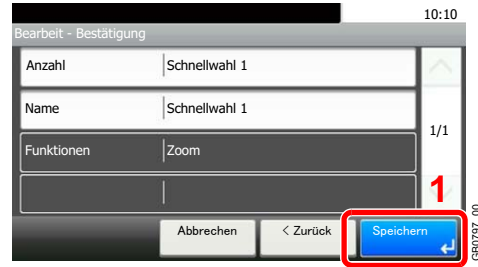 10:10
Bearbeit - Bestätigung
Anzahl Schnellwahl 1
Name Schnellwahl 1
1/1
Funktionen Zoom
1
Abbrechen < Zurück Speichern
GB0797_00